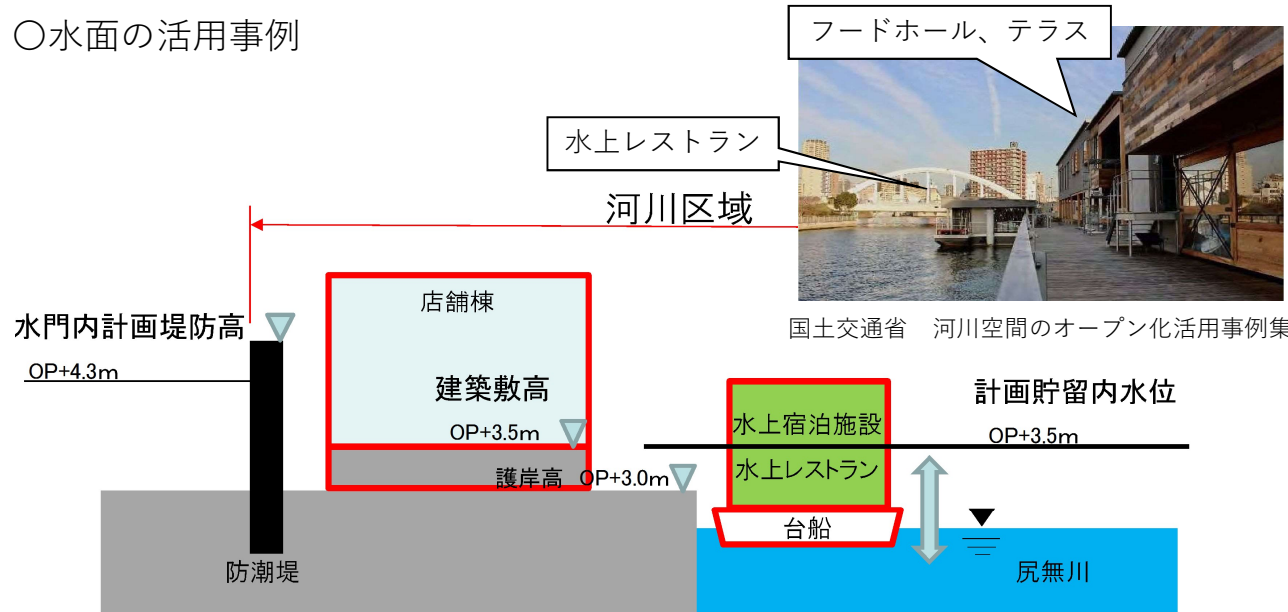 〇水面の活用事例
フードホール、テラス
水上レストラン
河川区域
国土交通省　河川空間のオープン化活用事例集
店舗棟
水門内計画堤防高
OP+4.3m
建築敷高
OP+3.5m
計画貯留内水位
OP+3.5m
水上宿泊施設
水上レストラン
護岸高 OP+3.0m
台船
防潮堤
尻無川